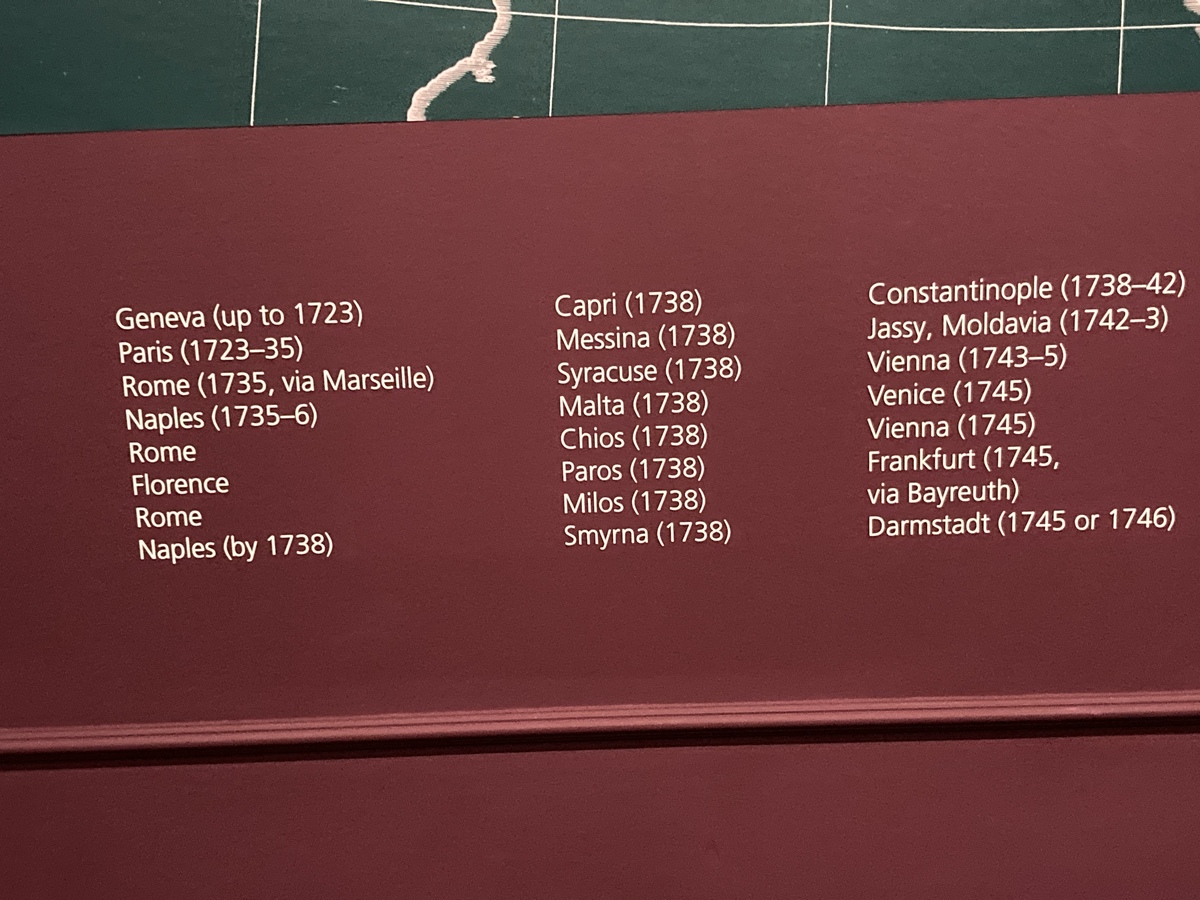 Geneva (up to 1723)
Paris (1723–35)
Rome (1735, via Marseille)
Naples (1735–6)
Rome
Florence
Rome
Naples (by 1738)
Capri (1738)
Messina (1738)
Syracuse (1738)
Malta (1738)
Chios (1738)
Paros (1738)
Milos (1738)
Smyrna (1738)
Constantinople (1738–42)
Jassy, Moldavia (1742–3)
Vienna (1743–5)
Venice (1745)
Vienna (1745)
Frankfurt (1745,
via Bayreuth)
Darmstadt (1745 or 1746)